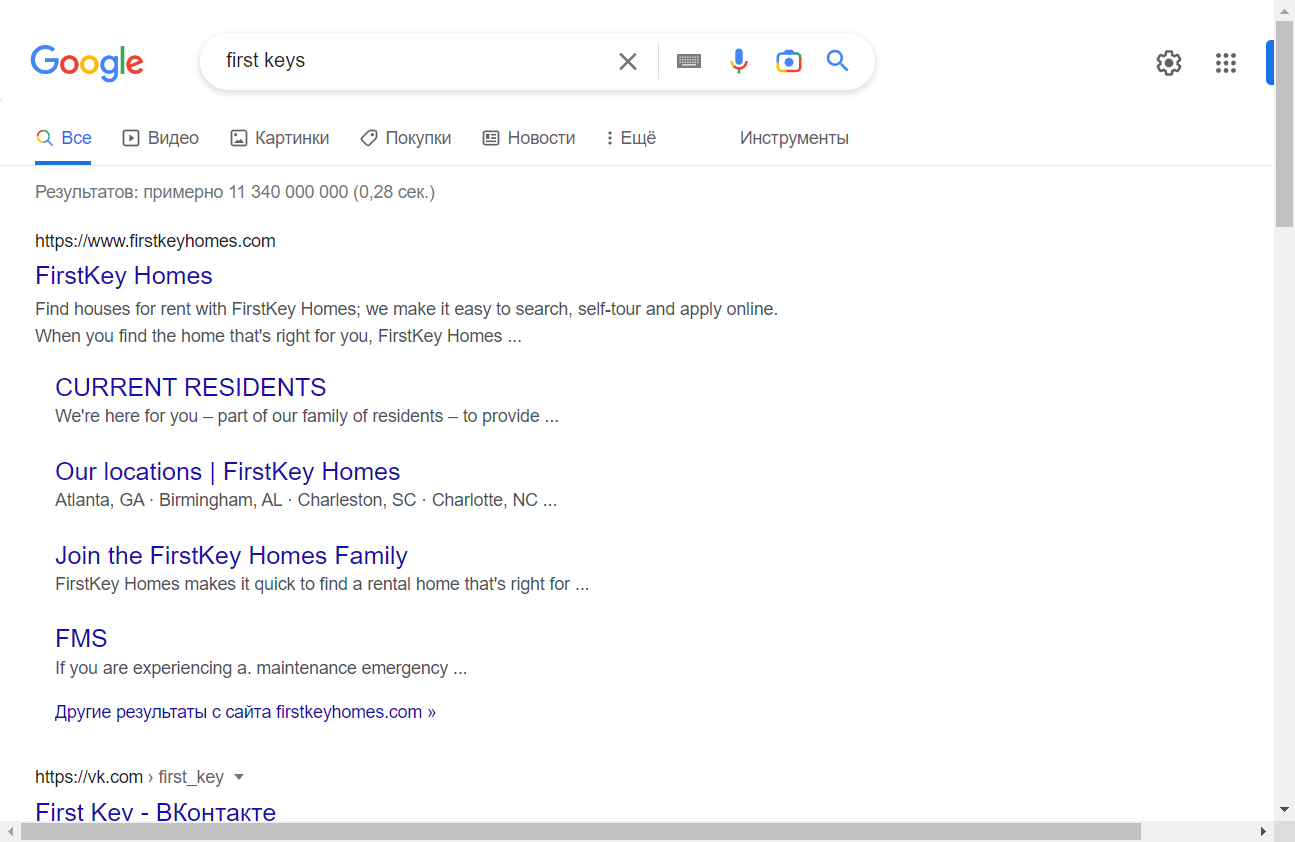 Google
first keys
Все
Видео
Картинки
Покупки
Новости
Ещё
Инструменты
Результатов: примерно 11 340 000 000 (0,28 сек.)
https://www.firstkeyhomes.com
FirstKey Homes
Find houses for rent with FirstKey Homes; we make it easy to search, self-tour and apply online.
When you find the home that's right for you, FirstKey Homes ...
CURRENT RESIDENTS
We're here for you – part of our family of residents – to provide ...
Our locations | FirstKey Homes
Atlanta, GA · Birmingham, AL · Charleston, SC · Charlotte, NC ...
Join the FirstKey Homes Family
FirstKey Homes makes it quick to find a rental home that's right for ...
FMS
If you are experiencing a. maintenance emergency ...
Другие результаты с сайта firstkeyhomes.com »
https://vk.com › first_key
First Key - ВКонтакте